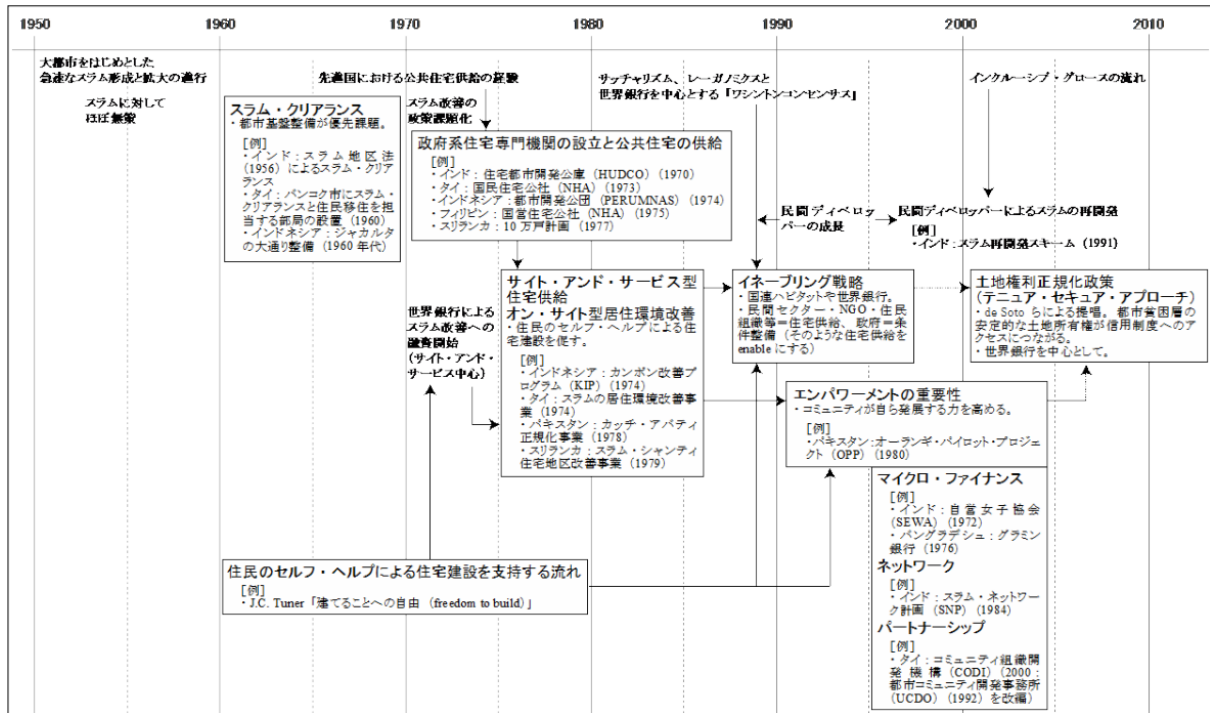 1950
1960
1970
1980
1990
2000
2010
大都市をはじめとした
急速なスラム形成と拡大の進行
スラムに対して
ほぼ無策
スラム・クリアランス
・都市基盤整備が優先課題。
［例］
・インド：スラム地区法
(1956) によるスラム・クリア
ランス
・タイ：バンコク市にスラム・
クリアランスと住民移住を担
当する部局の設置 (1960)
・インドネシア：ジャカルタ
の大通り整備 (1960 年代)
先進国における公共住宅供給の経験
スラム改善の
政策課題化
政府系住宅専門機関の設立と公共住宅の供給
［例］
・インド：住宅都市開発公庫 (HUDCO) (1970)
・タイ：国民住宅公社 (NHA) (1973)
・インドネシア：都市開発公団 (PERUMNAS) (1974)
・フィリピン：国営住宅公社 (NHA) (1975)
・スリランカ：10 万戸計画 (1977)
サッチャリズム、レーガノミクスと
世界銀行を中心とする「ワシントンコンセンサス」
インクルーシブ・グロースの流れ
民間ディベロッ
パーの成長
民間ディベロッパーによるスラムの再開発
［例］
・インド：スラム再開発スキーム (1991)
世界銀行による
スラム改善への
融資開始
(サイト・アンド・
サービス中心)
サイト・アンド・サービス型
住宅供給
オン・サイト型居住環境改善
・住民のセルフ・ヘルプによる住
宅建設を促す。
［例］
・インドネシア：カンポン改善プ
ログラム (KIP) (1974)
・タイ：スラムの居住環境改善事
業 (1974)
・パキスタン：カッチ・アバティ
正規化事業 (1978)
・スリランカ：スラム・シャンティ
住宅地区改善事業 (1979)
イネーブリング戦略
・国連ハビタットや世界銀行。
・民間セクター・NGO・住民
組織等＝住宅供給、政府＝条
件整備 (そのような住宅供給を
enable にする)
土地権利正規化政策
(テニュア・セキュア・アプローチ)
・de Soto らによる提唱。都市貧困層の
安定的な土地所有権が信用制度へのア
クセスにつながる。
・世界銀行を中心として。
エンパワーメントの重要性
・コミュニティが自ら発展する力を高める。
［例］
・パキスタン：オーランギ・パイロット・プロジェ
クト (OPP) (1980)
マイクロ・ファイナンス
［例］
・インド：自営女子協会
(SEWA) (1972)
・バングラデシュ：グラミン
銀行 (1976)
ネットワーク
［例］
・インド：スラム・ネットワー
ク計画 (SNP) (1984)
パートナーシップ
［例］
・タイ：コミュニティ組織開
発機構 (CODI) (2000：
都市コミュニティ開発事務所
(UCDO) (1992) を改編)
住民のセルフ・ヘルプによる住宅建設を支持する流れ
［例］
・J.C. Tuner「建てることへの自由 (freedom to build)」